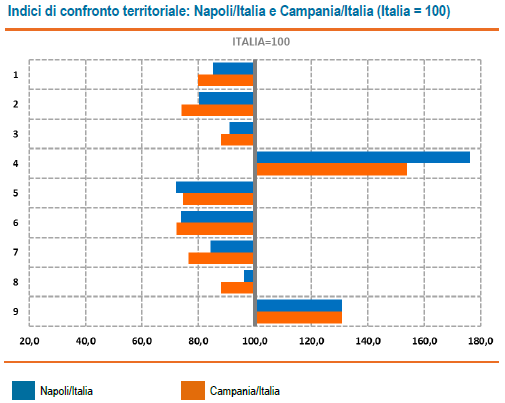 Indici di confronto territoriale: Napoli/Italia e Campania/Italia (Italia = 100)
ITALIA=100
1
2
3
4
5
6
7
8
9
20,0 40,0 60,0 80,0 100,0 120,0 140,0 160,0 180,0
Napoli/Italia Campania/Italia